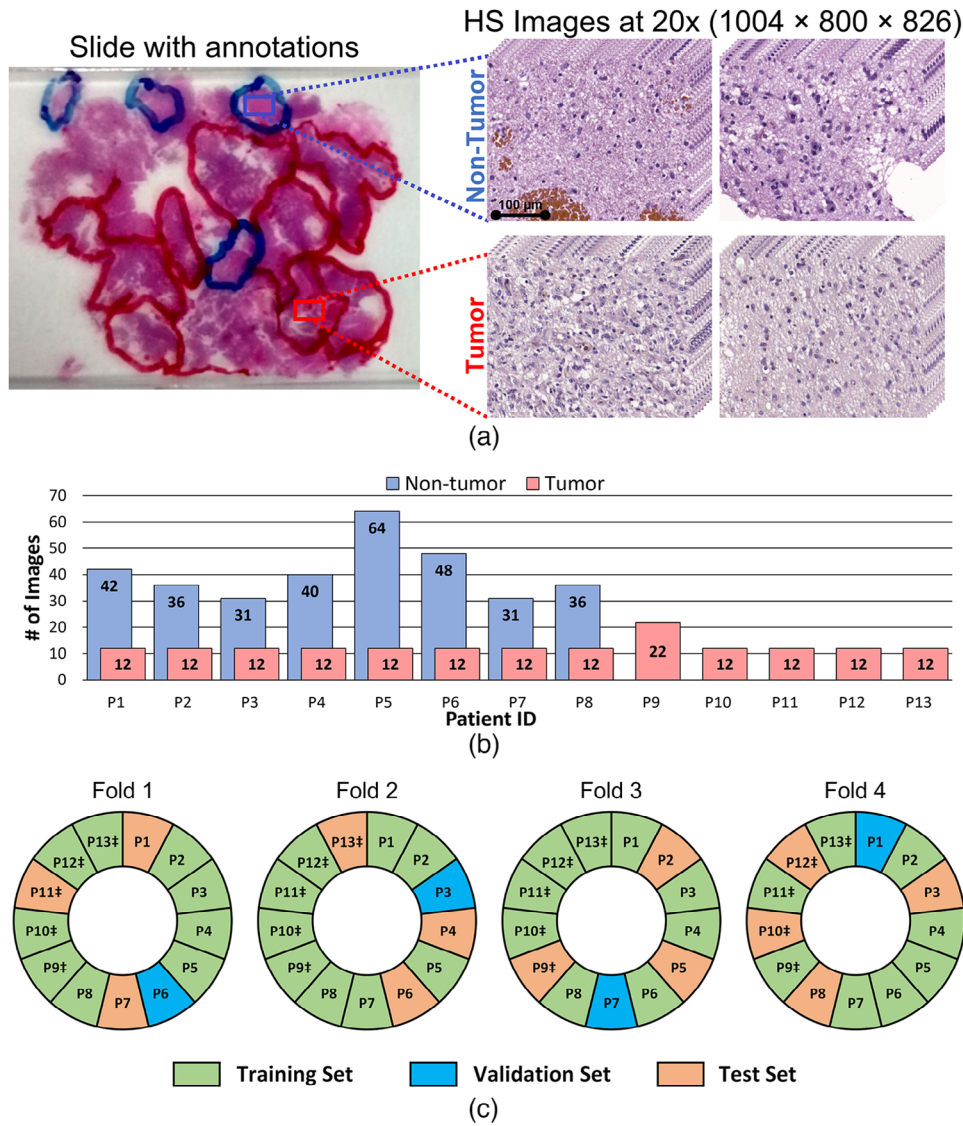 Slide with annotations
HS Images at 20x (1004 × 800 × 826)
Non-Tumor
100 µm
Tumor
(a)
Non-tumor Tumor
# of Images
70
60
50
40
30
20
10
0
42 36 31 40 64 48 31 36
12 12 12 12 12 12 12 12 22 12 12 12 12
P1 P2 P3 P4 P5 P6 P7 P8 P9 P10 P11 P12 P13
Patient ID
(b)
Fold 1
P1
P2
P3
P4
P5
P6
P7
P8
P9‡
P10‡
P11‡
P12‡
P13‡
Fold 2
P1
P2
P3
P4
P5
P6
P7
P8
P9‡
P10‡
P11‡
P12‡
P13‡
Fold 3
P1
P2
P3
P4
P5
P6
P7
P8
P9‡
P10‡
P11‡
P12‡
P13‡
Fold 4
P1
P2
P3
P4
P5
P6
P7
P8
P9‡
P10‡
P11‡
P12‡
P13‡
Training Set Validation Set Test Set
(c)